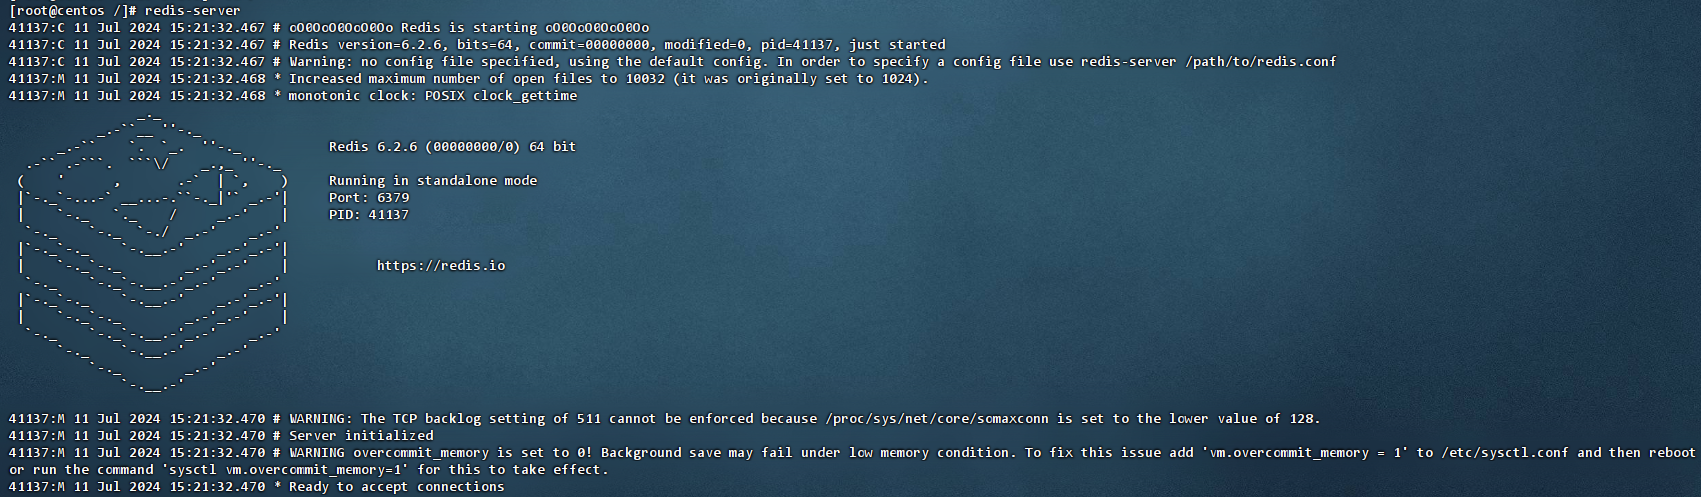 [root@centos /]# redis-server
41137:C 11 Jul 2024 15:21:32.467 # oO0OoO0OoO0Oo Redis is starting oO0OoO0OoO0Oo
41137:C 11 Jul 2024 15:21:32.467 # Redis version=6.2.6, bits=64, commit=00000000, modified=0, pid=41137, just started
41137:C 11 Jul 2024 15:21:32.467 # Warning: no config file specified, using the default config. In order to specify a config file use redis-server /path/to/redis.conf
41137:M 11 Jul 2024 15:21:32.468 * Increased maximum number of open files to 10032 (it was originally set to 1024).
41137:M 11 Jul 2024 15:21:32.468 * monotonic clock: POSIX clock_gettime
Redis 6.2.6 (00000000/0) 64 bit
Running in standalone mode
Port: 6379
PID: 41137
https://redis.io
41137:M 11 Jul 2024 15:21:32.470 # WARNING: The TCP backlog setting of 511 cannot be enforced because /proc/sys/net/core/somaxconn is set to the lower value of 128.
41137:M 11 Jul 2024 15:21:32.470 # Server initialized
41137:M 11 Jul 2024 15:21:32.470 # WARNING overcommit_memory is set to 0! Background save may fail under low memory condition. To fix this issue add 'vm.overcommit_memory = 1' to /etc/sysctl.conf and then reboot
or run the command 'sysctl vm.overcommit_memory=1' for this to take effect.
41137:M 11 Jul 2024 15:21:32.470 * Ready to accept connections